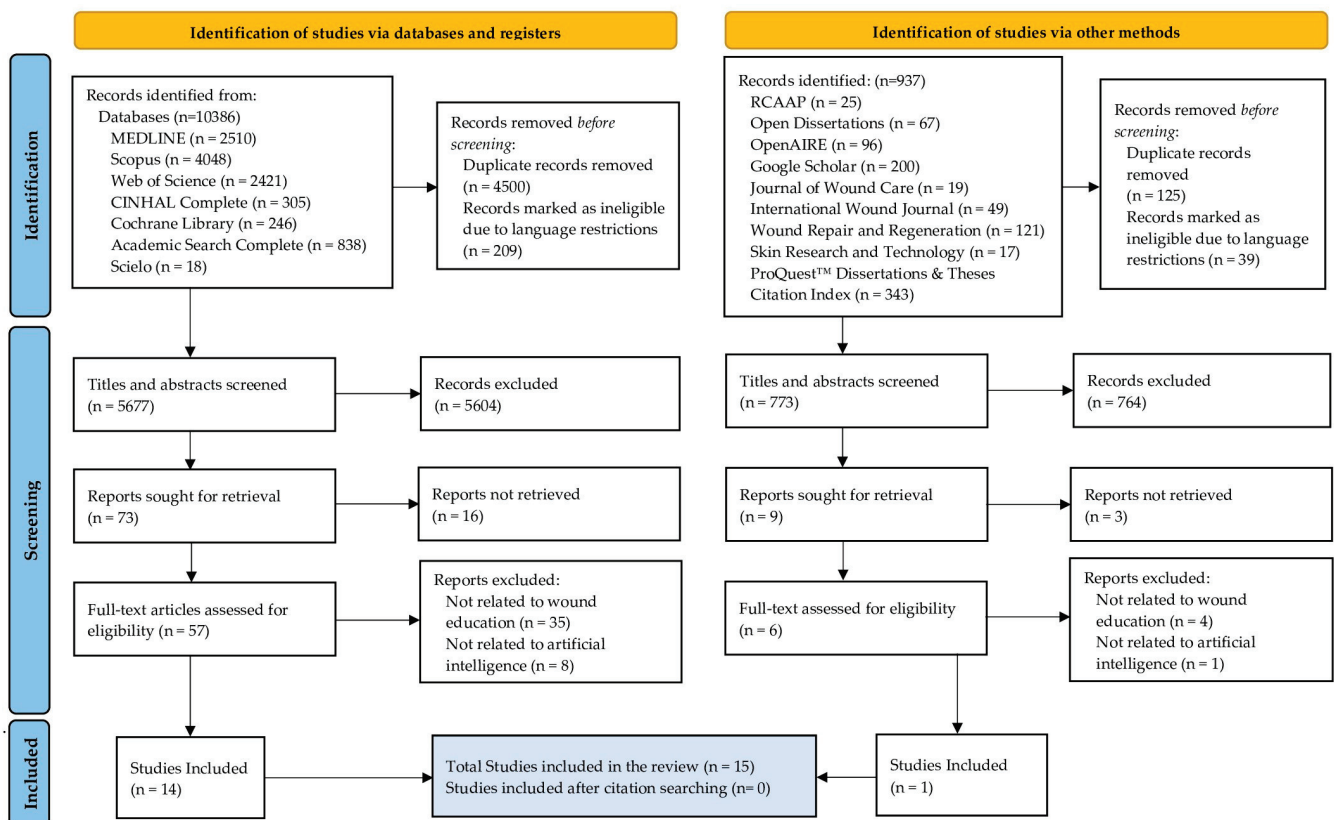 Identification of studies via databases and registers
Identification of studies via other methods
Identification
Records identified from:
Databases (n=10386)
MEDLINE (n = 2510)
Scopus (n = 4048)
Web of Science (n = 2421)
CINHAL Complete (n = 305)
Cochrane Library (n = 246)
Academic Search Complete (n = 838)
Scielo (n = 18)
Records removed before
screening:
Duplicate records removed
(n = 4500)
Records marked as ineligible
due to language restrictions
(n = 209)
Records identified: (n=937)
RCAAP (n = 25)
Open Dissertations (n = 67)
OpenAIRE (n = 96)
Google Scholar (n = 200)
Journal of Wound Care (n = 19)
International Wound Journal (n = 49)
Wound Repair and Regeneration (n = 121)
Skin Research and Technology (n = 17)
ProQuest™ Dissertations & Theses
Citation Index (n = 343)
Records removed before
screening:
Duplicate records
removed
(n = 125)
Records marked as
ineligible due to language
restrictions (n = 39)
Screening
Titles and abstracts screened
(n = 5677)
Records excluded
(n = 5604)
Titles and abstracts screened
(n = 773)
Records excluded
(n = 764)
Reports sought for retrieval
(n = 73)
Reports not retrieved
(n = 16)
Reports sought for retrieval
(n = 9)
Reports not retrieved
(n = 3)
Full-text articles assessed for
eligibility (n = 57)
Reports excluded:
Not related to wound
education (n = 35)
Not related to artificial
intelligence (n = 8)
Full-text assessed for eligibility
(n = 6)
Reports excluded:
Not related to wound
education (n = 4)
Not related to artificial
intelligence (n = 1)
.
Included
Studies Included
(n = 14)
Total Studies included in the review (n = 15)
Studies included after citation searching (n= 0)
Studies Included
(n = 1)